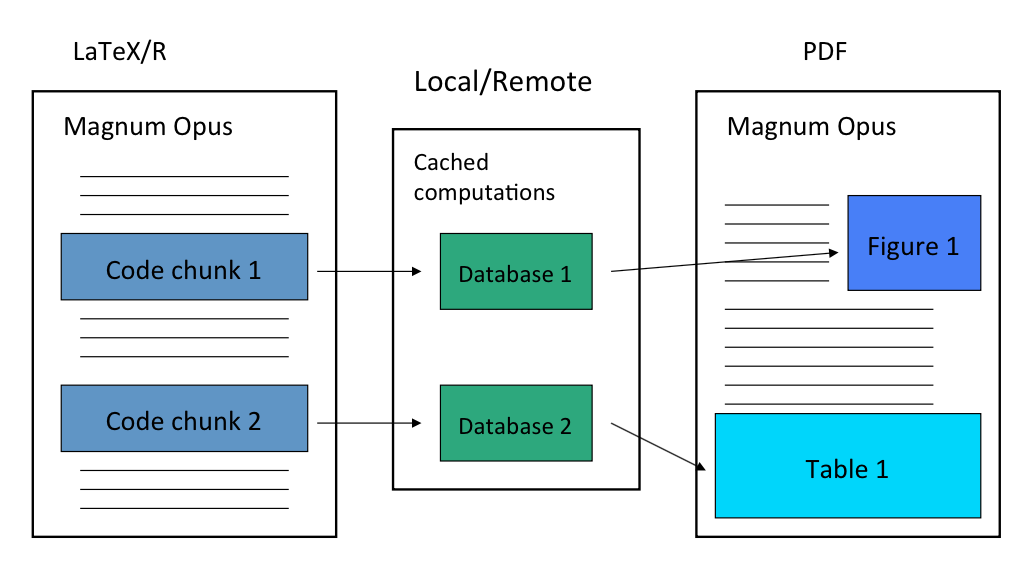 LaTeX/R
Magnum Opus
Code chunk 1
Code chunk 2
Local/Remote
Cached
computations
Database 1
Database 2
PDF
Magnum Opus
Figure 1
Table 1